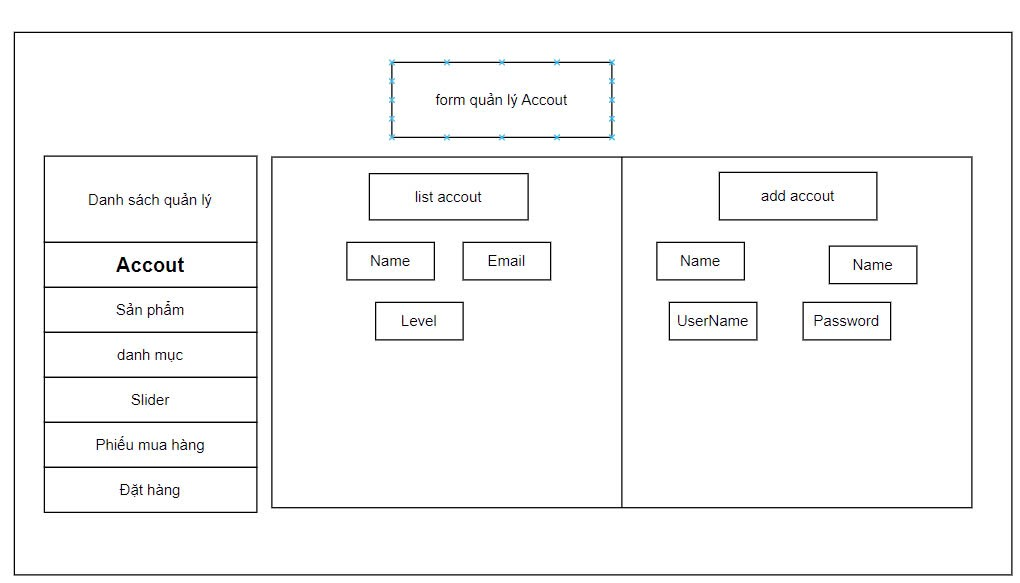 form quản lý Accout
Danh sách quản lý
Accout
Sản phẩm
danh mục
Slider
Phiếu mua hàng
Đặt hàng
list accout
Name
Email
Level
add accout
Name
Name
UserName
Password